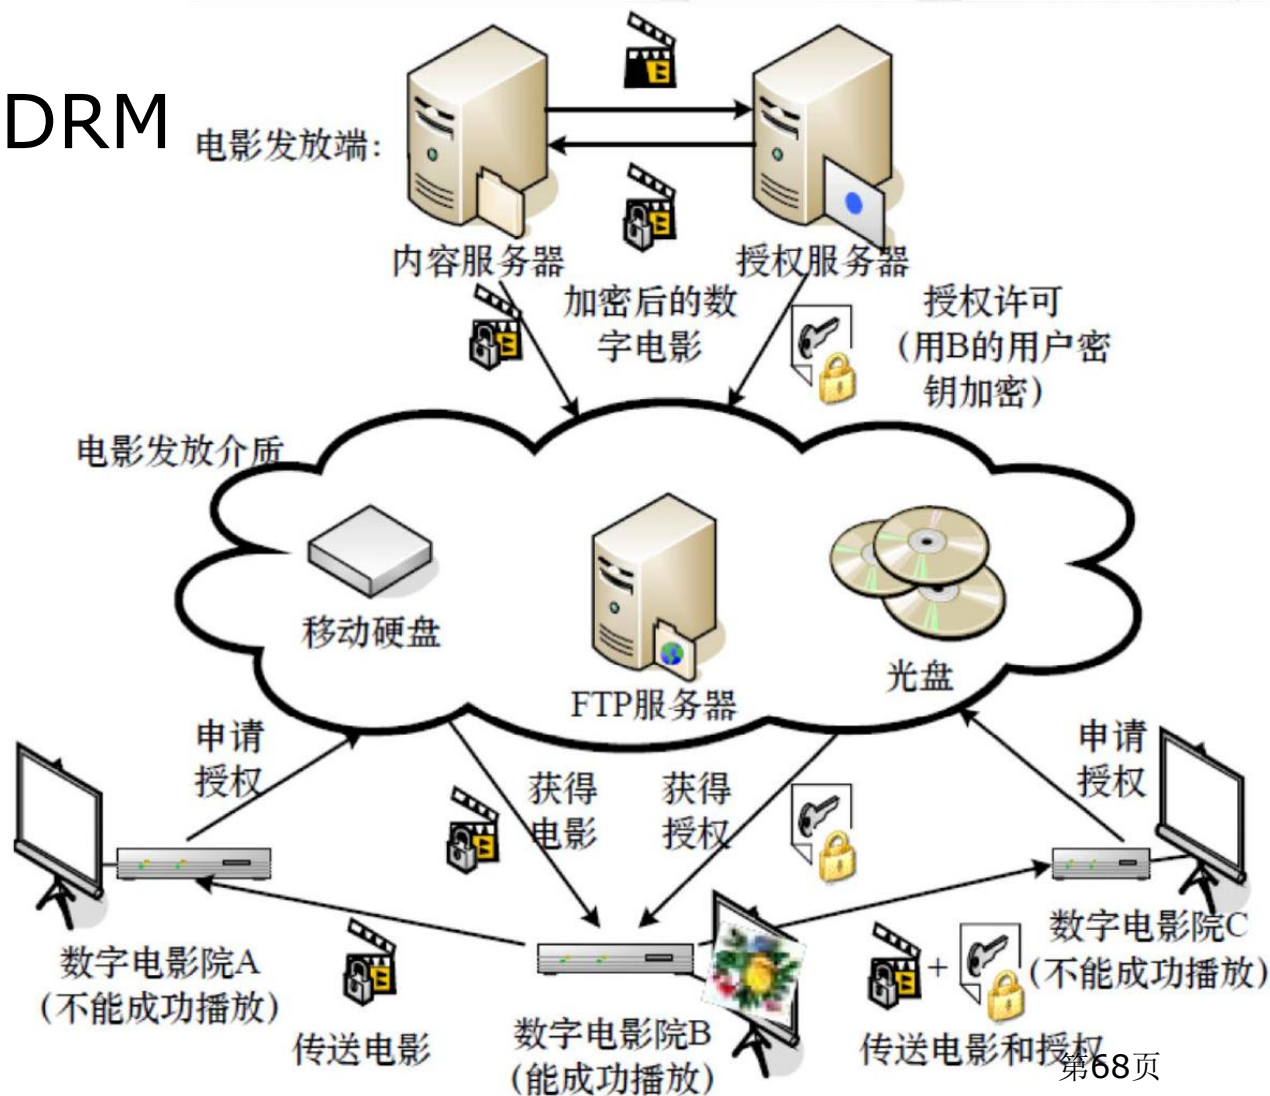 DRM
电影发放端:
内容服务器
授权服务器
加密后的数
字电影
授权许可
(用B的用户密
钥加密)
电影发放介质
移动硬盘
FTP服务器
光盘
申请
授权
获得
电影
获得
授权
申请
授权
数字电影院A
(不能成功播放)
传送电影
数字电影院B
(能成功播放)
+
数字电影院C
(不能成功播放)
传送电影和授权
第68页